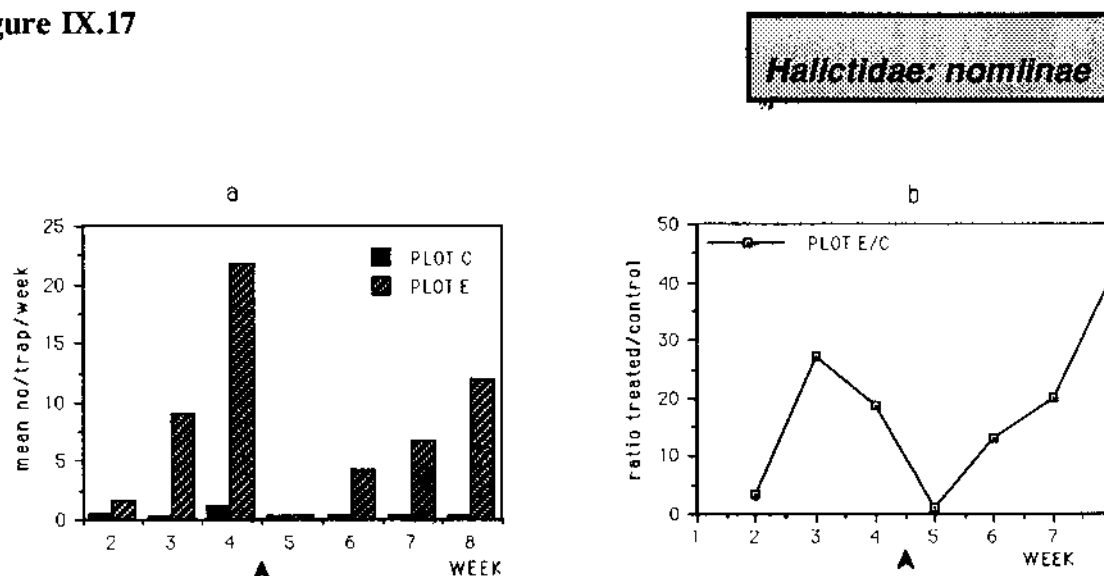 gure IX.17
Halictidae: nomiinae
a
25
20
15
10
5
0
mean no/trap/week
PLOT C
PLOT E
2 3 4 5 6 7 8
WEEK
b
50
40
30
20
10
0
ratio treated/control
PLOT E/C
1 2 3 4 5 6 7
WEEK